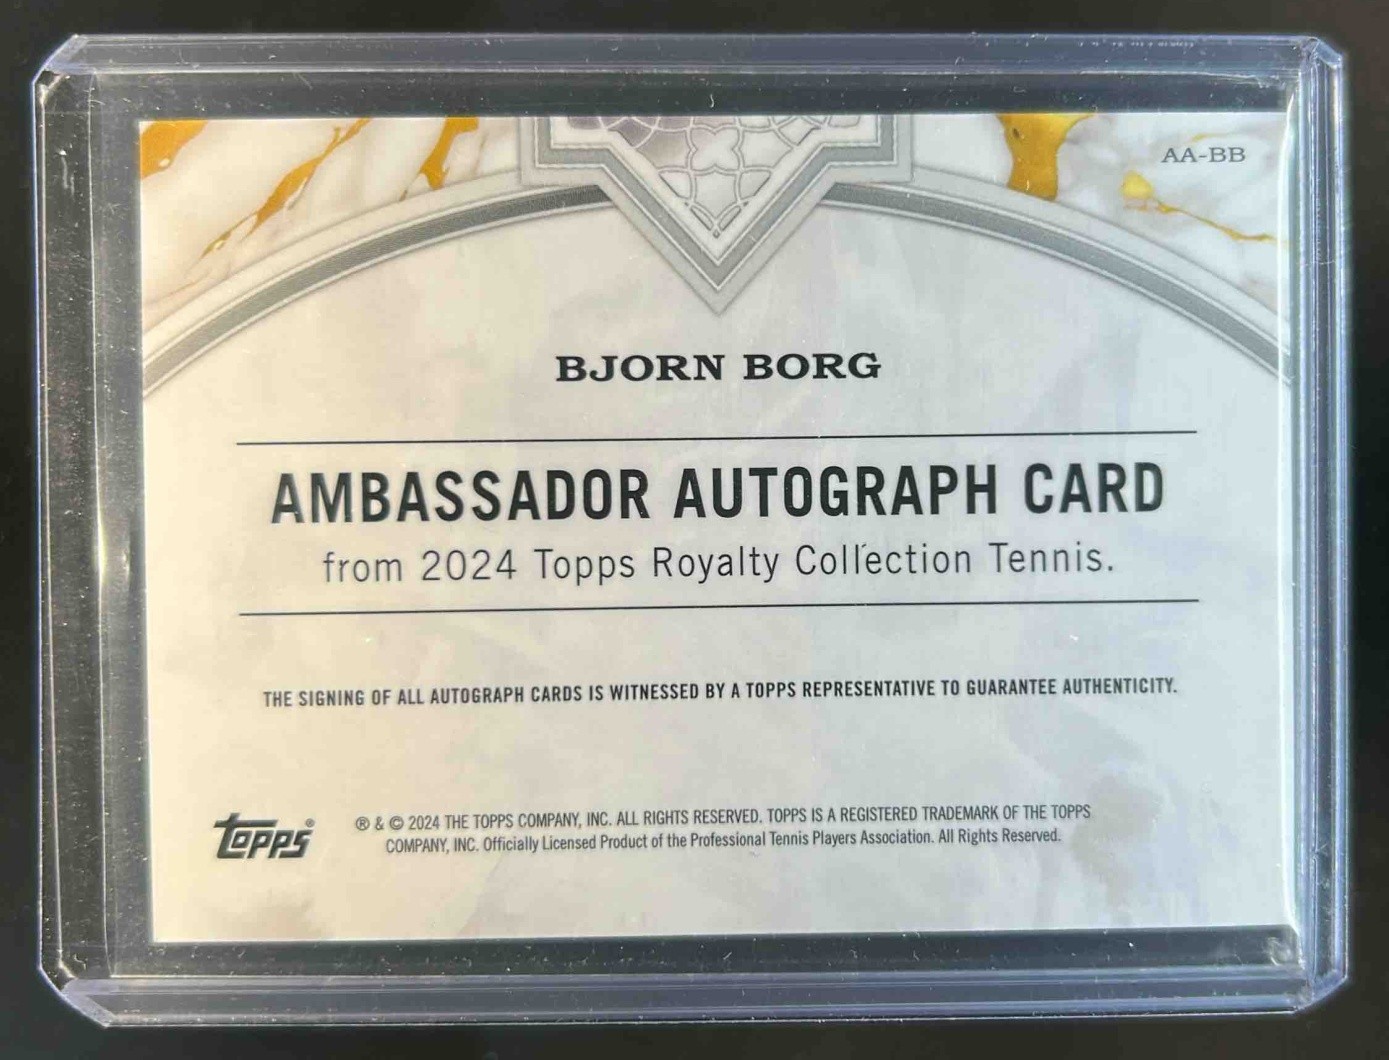 AA-BB
BJORN BORG
AMBASSADOR AUTOGRAPH CARD
from 2024 Topps Royalty Collection Tennis.
THE SIGNING OF ALL AUTOGRAPH CARDS IS WITNESSED BY A TOPPS REPRESENTATIVE TO GUARANTEE AUTHENTICITY.
Topps®
® & © 2024 THE TOPPS COMPANY, INC. ALL RIGHTS RESERVED. TOPPS IS A REGISTERED TRADEMARK OF THE TOPPS
COMPANY, INC. Officially Licensed Product of the Professional Tennis Players Association. All Rights Reserved.